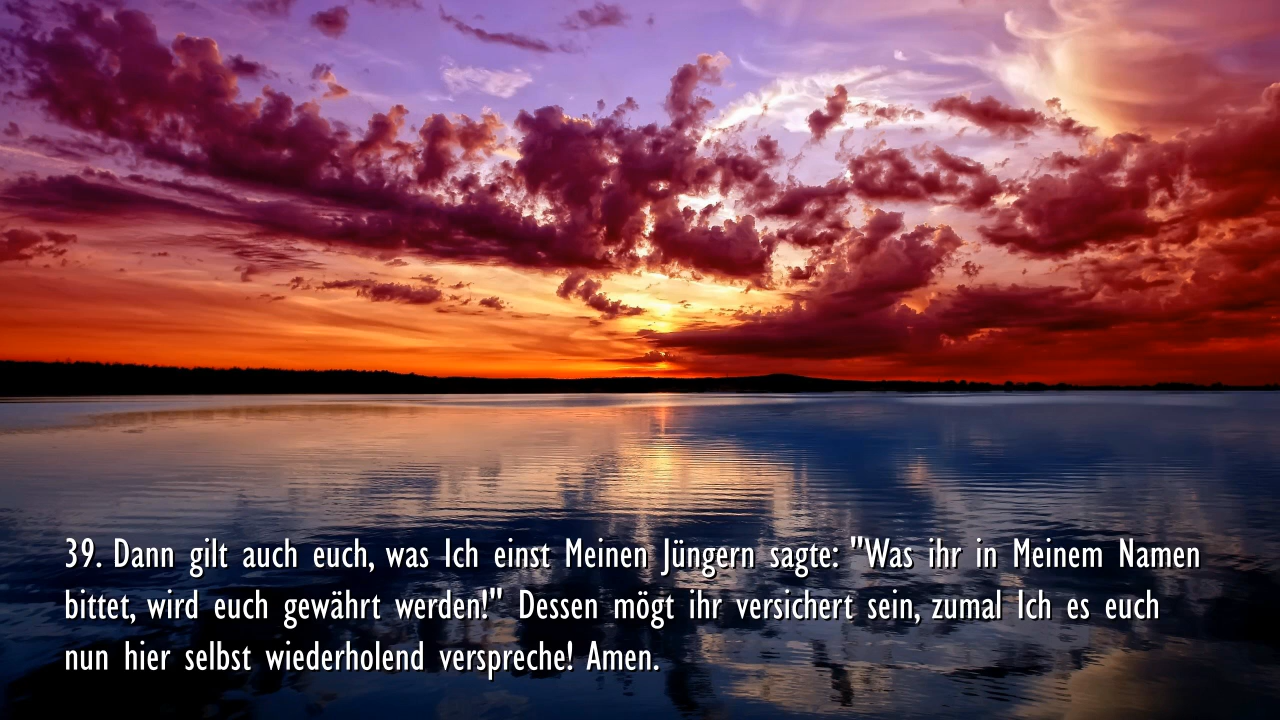 39. Dann gilt auch euch, was Ich einst Meinen Jüngern sagte: "Was ihr in Meinem Namen
bittet, wird euch gewährt werden!" Dessen mögt ihr versichert sein, zumal Ich es euch
nun hier selbst wiederholend verspreche! Amen.